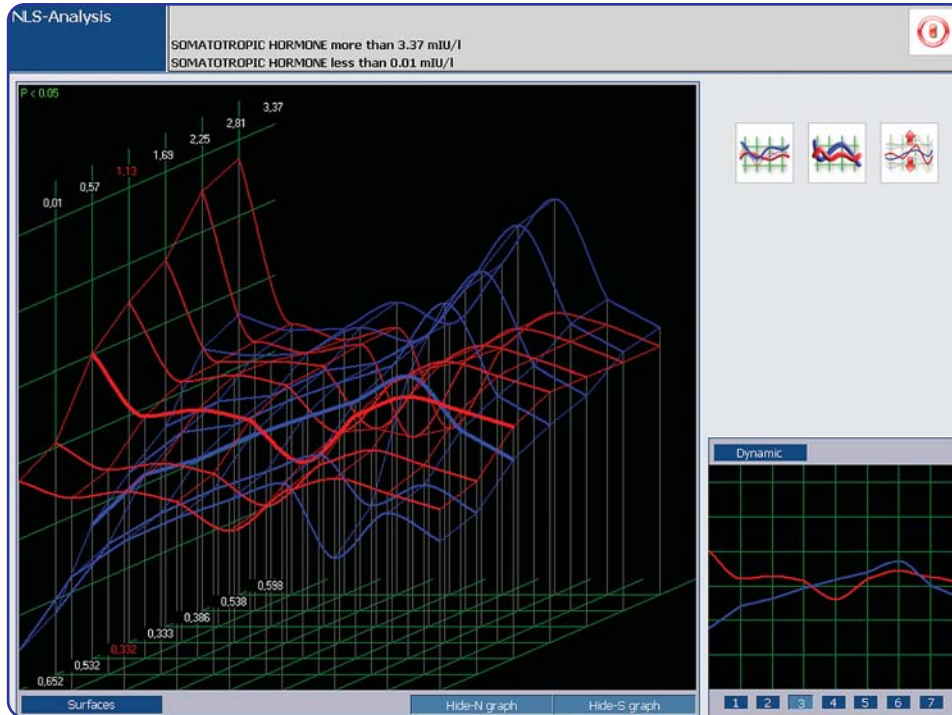 NLS-Analysis
SOMATOTROPIC HORMONE more than 3.37 mIU/l
SOMATOTROPIC HORMONE less than 0.01 mIU/l
P < 0.05
3,37
2,81
2,25
1,69
1,13
0,57
0,01
0,598
0,538
0,386
0,333
0,332
0,532
0,652
Dynamic
Surfaces
Hide-N graph
Hide-S graph
1 2 3 4 5 6 7